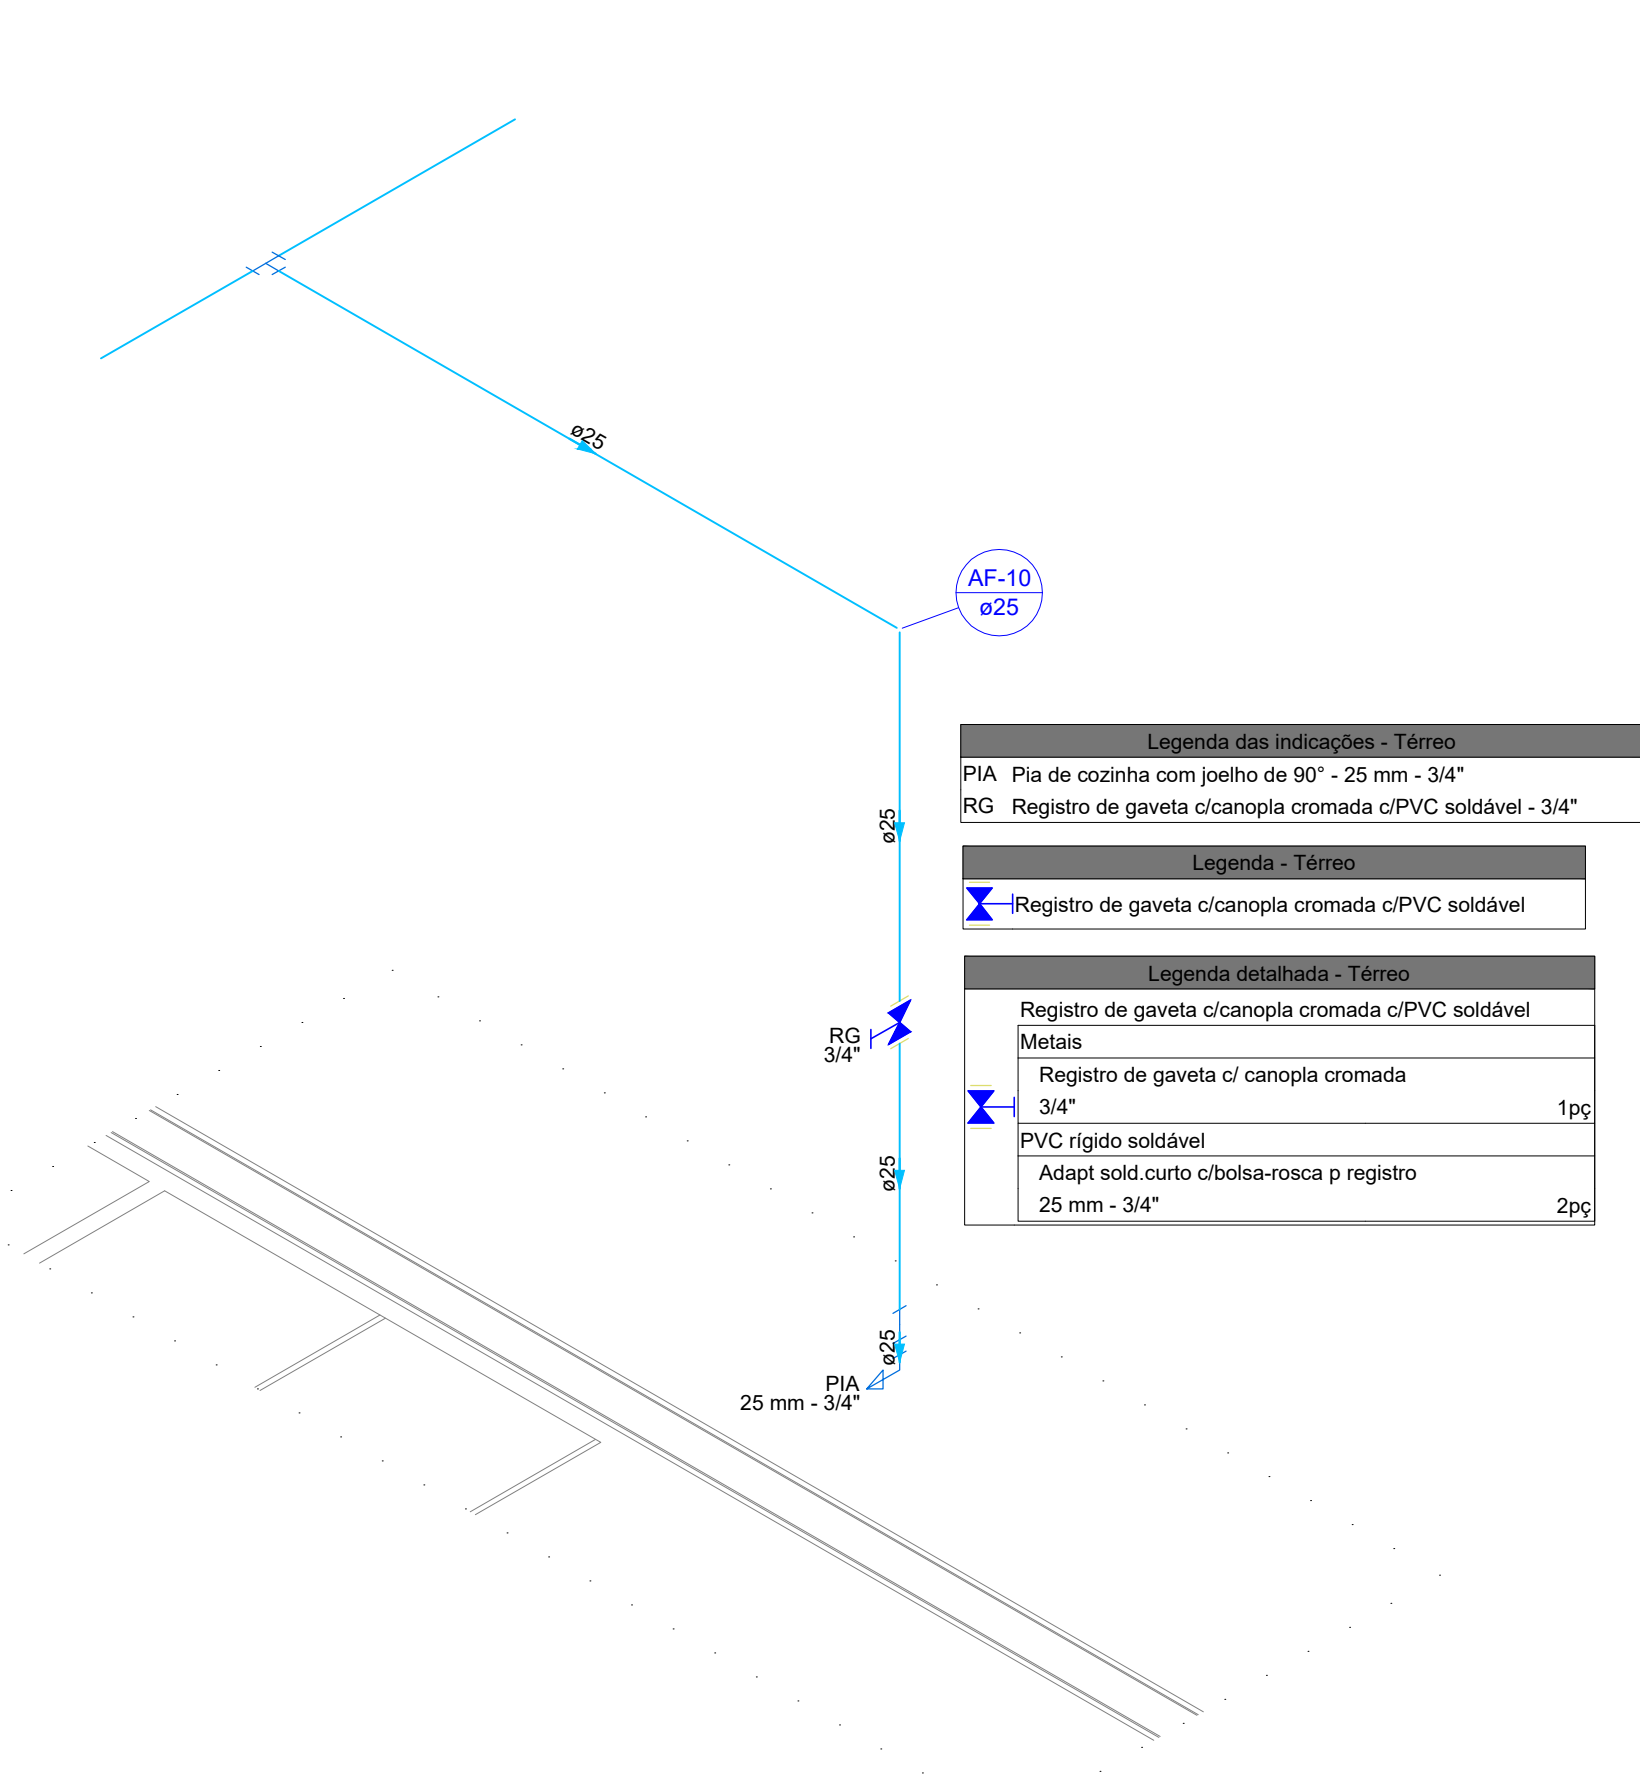 ø25
AF-10
ø25
Legenda das indicações - Térreo
PIA Pia de cozinha com joelho de 90° - 25 mm - 3/4"
RG Registro de gaveta c/canopla cromada c/PVC soldável - 3/4"
ø25
Legenda - Térreo
Registro de gaveta c/canopla cromada c/PVC soldável
Legenda detalhada - Térreo
Registro de gaveta c/canopla cromada c/PVC soldável
Metais
Registro de gaveta c/ canopla cromada
3/4" 1pç
PVC rígido soldável
Adapt sold.curto c/bolsa-rosca p registro
25 mm - 3/4" 2pç
RG
3/4"
ø25
ø25
PIA
25 mm - 3/4"